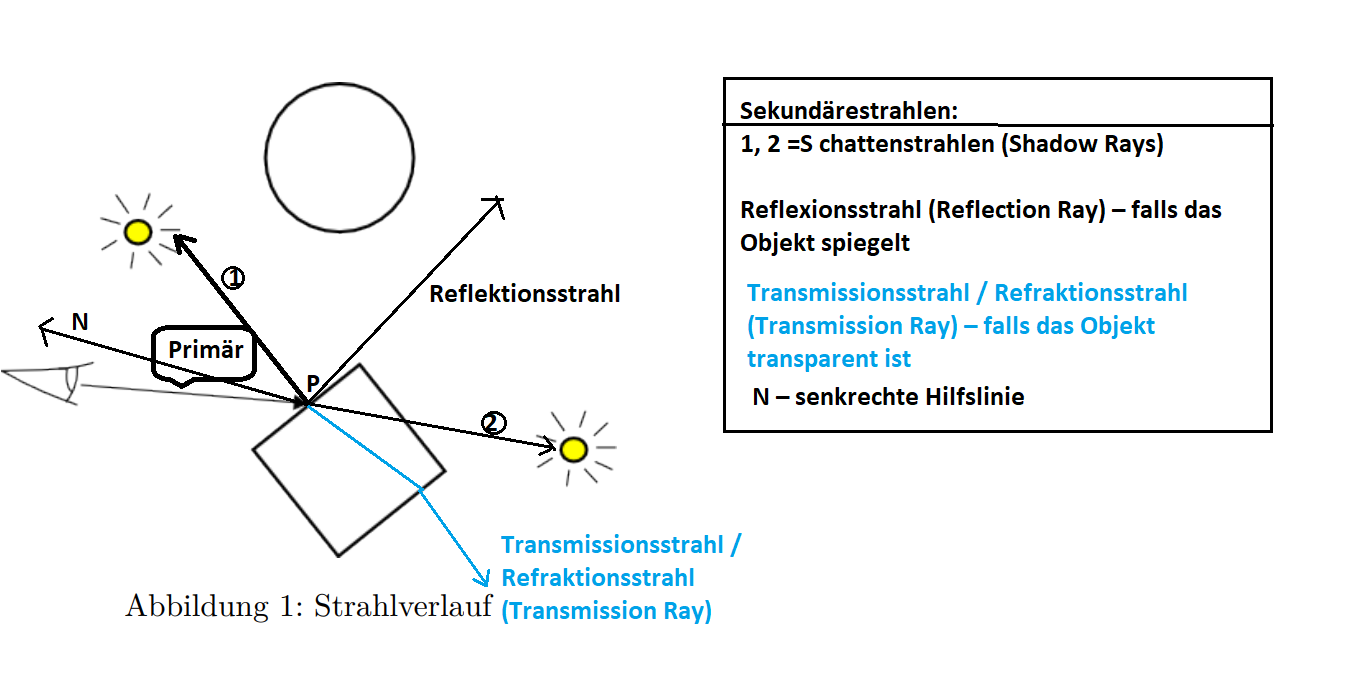 Sekundärestrahlen:
1, 2 =S chattenstrahlen (Shadow Rays)
Reflexionsstrahl (Reflection Ray) – falls das
Objekt spiegelt
Transmissionsstrahl / Refraktionsstrahl
(Transmission Ray) – falls das Objekt
transparent ist
N – senkrechte Hilfslinie
1
Reflektionsstrahl
N
Primär
P
2
Transmissionsstrahl /
Refraktionsstrahl
(Transmission Ray)
Abbildung 1: Strahlverlauf